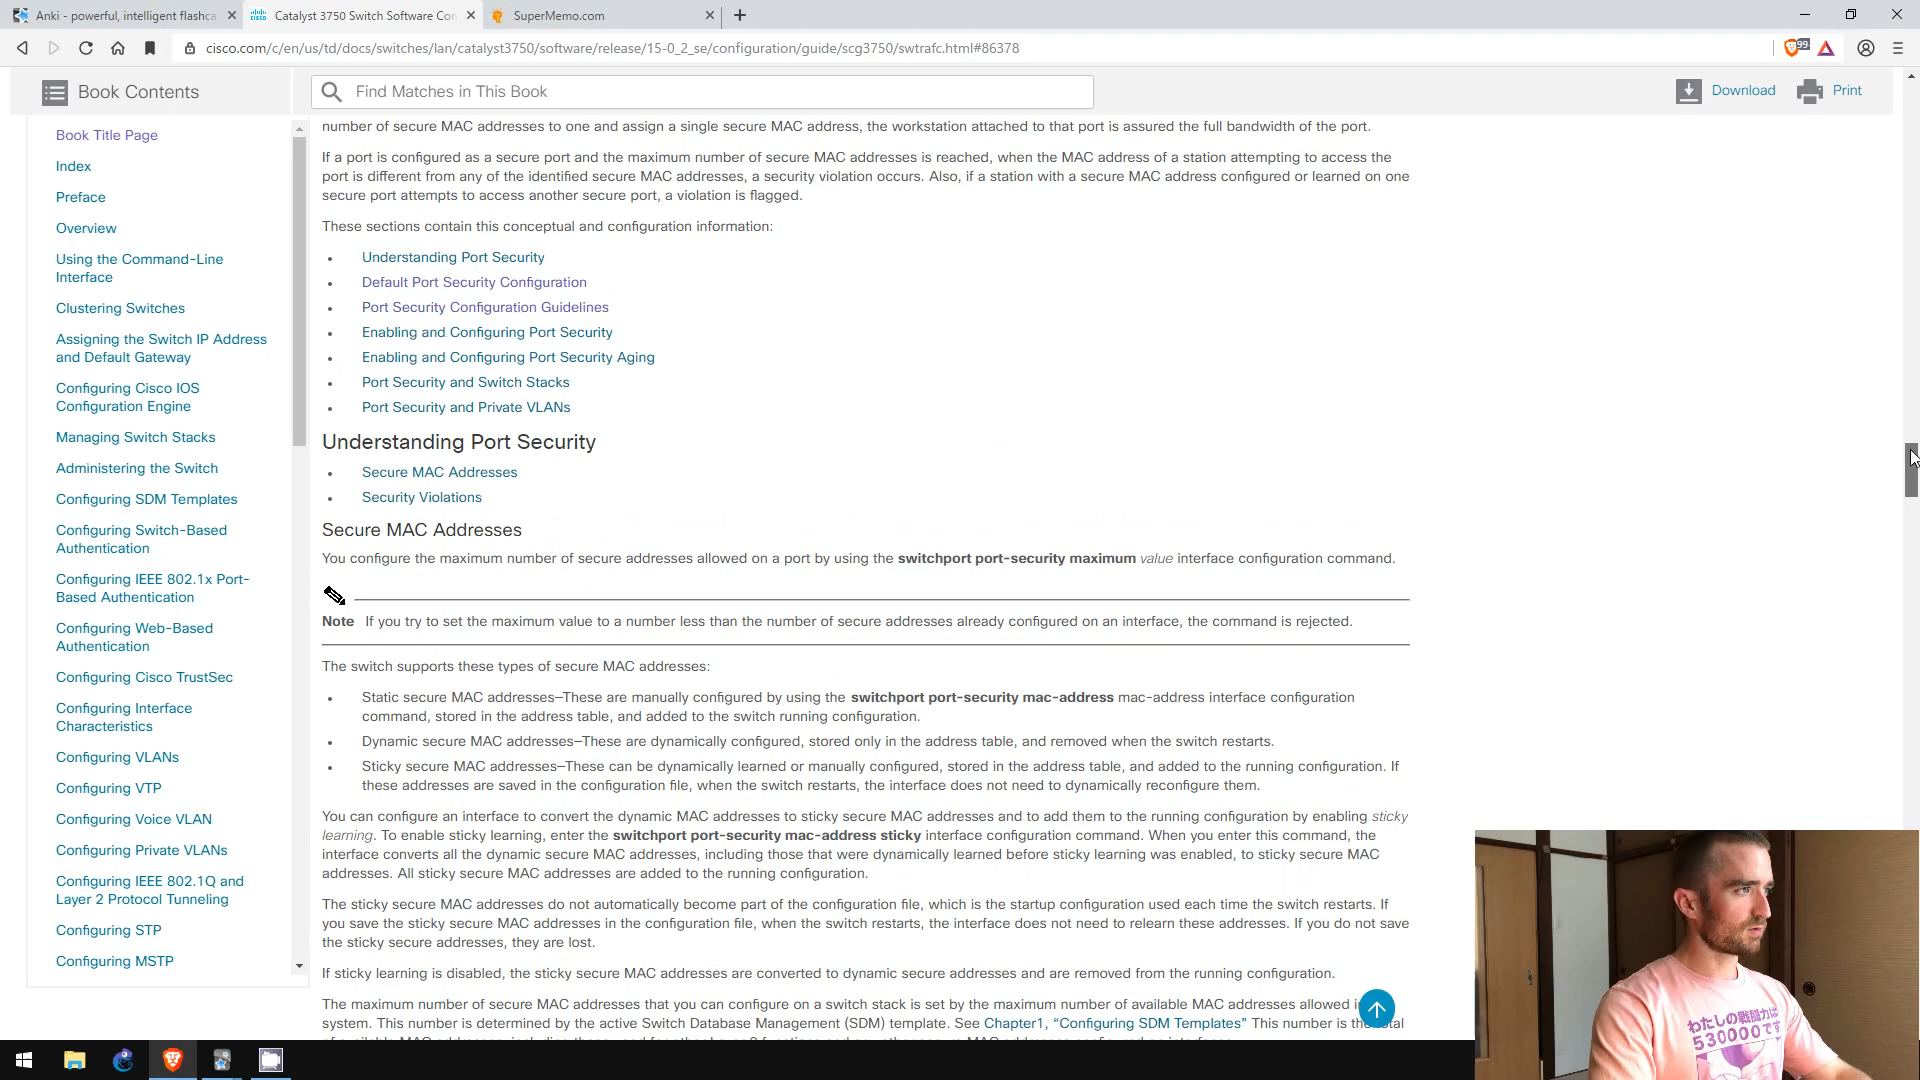 Anki - powerful, intelligent flashca
Catalyst 3750 Switch Software Con
SuperMemo.com
cisco.com/c/en/us/td/docs/switches/lan/catalyst3750/software/release/15-0_2_se/configuration/guide/scg3750/swtrafc.html#86378
99
Book Contents
Find Matches in This Book
Download
Print
Book Title Page
Index
Preface
Overview
Using the Command-Line
Interface
Clustering Switches
Assigning the Switch IP Address
and Default Gateway
Configuring Cisco IOS
Configuration Engine
Managing Switch Stacks
Administering the Switch
Configuring SDM Templates
Configuring Switch-Based
Authentication
Configuring IEEE 802.1x Port-
Based Authentication
Configuring Web-Based
Authentication
Configuring Cisco TrustSec
Configuring Interface
Characteristics
Configuring VLANs
Configuring VTP
Configuring Voice VLAN
Configuring Private VLANs
Configuring IEEE 802.1Q and
Layer 2 Protocol Tunneling
Configuring STP
Configuring MSTP
number of secure MAC addresses to one and assign a single secure MAC address, the workstation attached to that port is assured the full bandwidth of the port.
If a port is configured as a secure port and the maximum number of secure MAC addresses is reached, when the MAC address of a station attempting to access the
port is different from any of the identified secure MAC addresses, a security violation occurs. Also, if a station with a secure MAC address configured or learned on one
secure port attempts to access another secure port, a violation is flagged.
These sections contain this conceptual and configuration information:
• Understanding Port Security
• Default Port Security Configuration
• Port Security Configuration Guidelines
• Enabling and Configuring Port Security
• Enabling and Configuring Port Security Aging
• Port Security and Switch Stacks
• Port Security and Private VLANs
Understanding Port Security
• Secure MAC Addresses
• Security Violations
Secure MAC Addresses
You configure the maximum number of secure addresses allowed on a port by using the switchport port-security maximum value interface configuration command.
Note If you try to set the maximum value to a number less than the number of secure addresses already configured on an interface, the command is rejected.
The switch supports these types of secure MAC addresses:
• Static secure MAC addresses—These are manually configured by using the switchport port-security mac-address mac-address interface configuration
command, stored in the address table, and added to the switch running configuration.
• Dynamic secure MAC addresses—These are dynamically configured, stored only in the address table, and removed when the switch restarts.
• Sticky secure MAC addresses—These can be dynamically learned or manually configured, stored in the address table, and added to the running configuration. If
these addresses are saved in the configuration file, when the switch restarts, the interface does not need to dynamically reconfigure them.
You can configure an interface to convert the dynamic MAC addresses to sticky secure MAC addresses and to add them to the running configuration by enabling sticky
learning. To enable sticky learning, enter the switchport port-security mac-address sticky interface configuration command. When you enter this command, the
interface converts all the dynamic secure MAC addresses, including those that were dynamically learned before sticky learning was enabled, to sticky secure MAC
addresses. All sticky secure MAC addresses are added to the running configuration.
The sticky secure MAC addresses do not automatically become part of the configuration file, which is the startup configuration used each time the switch restarts. If
you save the sticky secure MAC addresses in the configuration file, when the switch restarts, the interface does not need to relearn these addresses. If you do not save
the sticky secure addresses, they are lost.
If sticky learning is disabled, the sticky secure MAC addresses are converted to dynamic secure addresses and are removed from the running configuration.
The maximum number of secure MAC addresses that you can configure on a switch stack is set by the maximum number of available MAC addresses allowed
system. This number is determined by the active Switch Database Management (SDM) template. See Chapter1, “Configuring SDM Templates” This number is the
わたしの戦闘力は
530000です